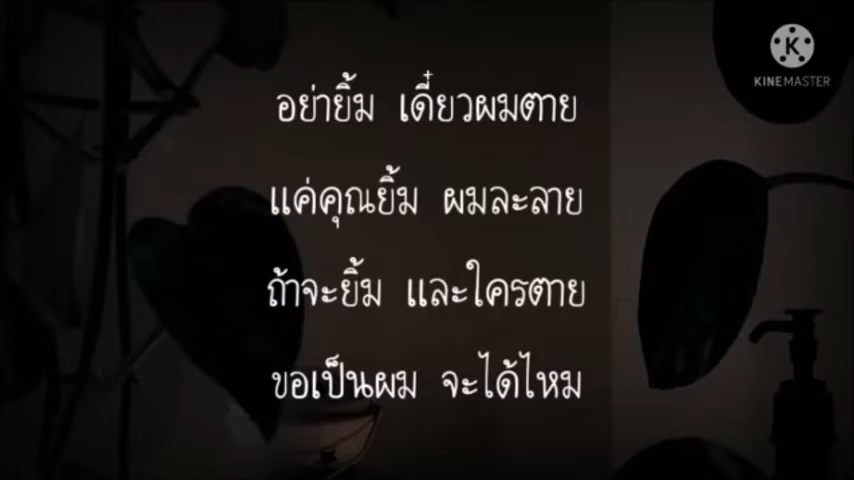 KINEMASTER
อย่ายิ้ม เดี๋ยวผมตาย
แค่คุณยิ้ม ผมละลาย
ถ้าจะยิ้ม และใครตาย
ขอเป็นผม จะได้ไหม